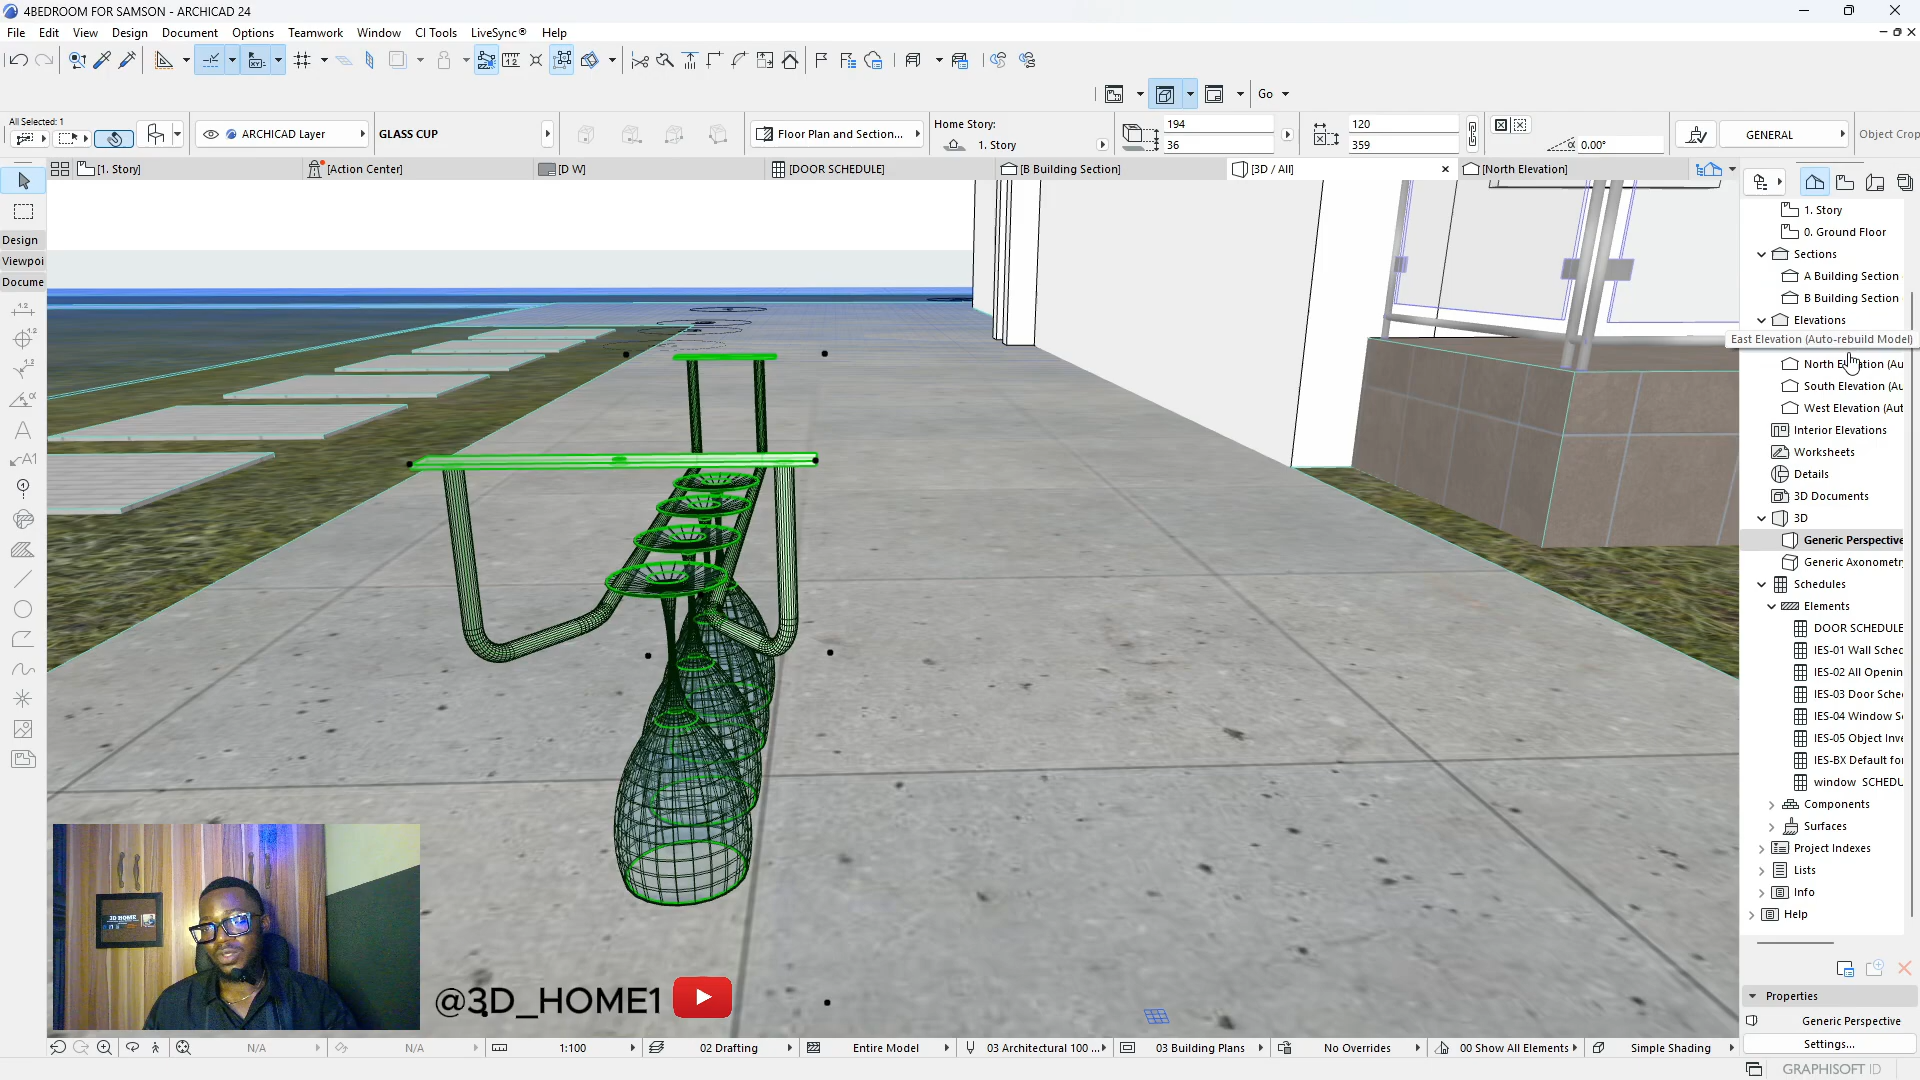 4BEDROOM FOR SAMSON - ARCHICAD 24
File Edit View Design Document Options Teamwork Window CI Tools LiveSync® Help
Go
All Selected: 1
ARCHICAD Layer
GLASS CUP
Floor Plan and Section...
Home Story:
1. Story
194
36
120
359
0.00°
GENERAL
Object Crop
[1. Story]
[Action Center]
[D W]
[DOOR SCHEDULE]
[B Building Section]
[3D / All]
[North Elevation]
Design
Viewpoi
Docume
1. Story
0. Ground Floor
Sections
A Building Section
B Building Section
Elevations
East Elevation (Auto-rebuild Model)
North Elevation (Au
South Elevation (Au
West Elevation (Aut
Interior Elevations
Worksheets
Details
3D Documents
3D
Generic Perspective
Generic Axonometr
Schedules
Elements
DOOR SCHEDULE
IES-01 Wall Sched
IES-02 All Openin
IES-03 Door Sche
IES-04 Window S
IES-05 Object Inve
IES-BX Default for
window SCHEDU
Components
Surfaces
Project Indexes
Lists
Info
Help
3D HOME
@3D_HOME1
Properties
Generic Perspective
Settings...
N/A
N/A
1:100
02 Drafting
Entire Model
03 Architectural 100 ...
03 Building Plans
No Overrides
00 Show All Elements
Simple Shading
GRAPHISOFT ID